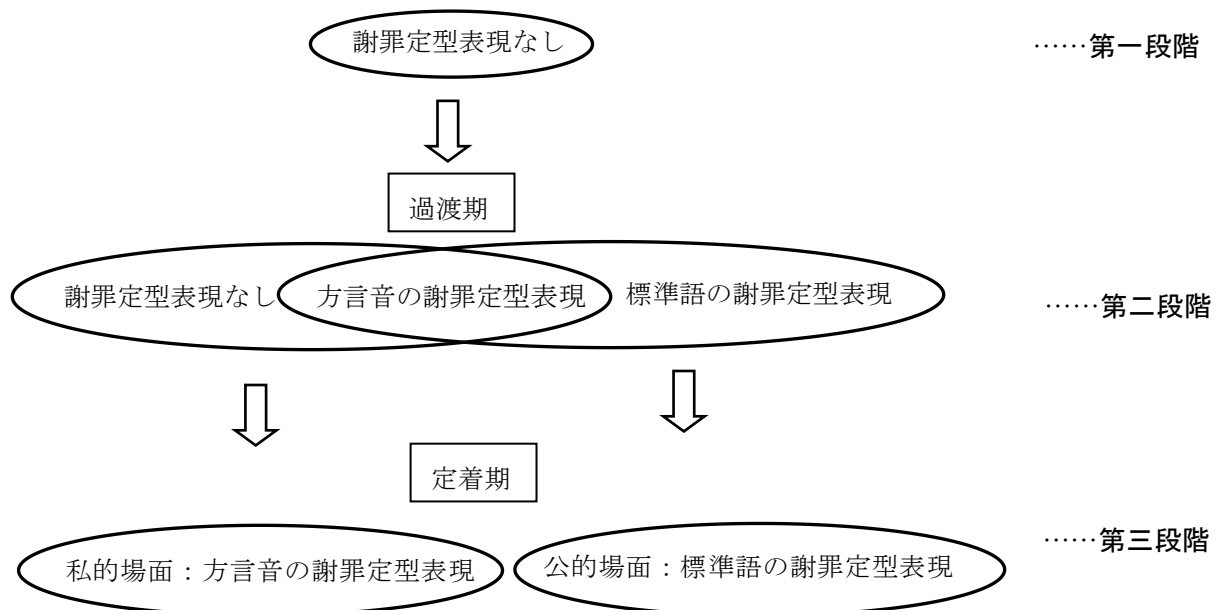 謝罪定型表現なし
……第一段階
過渡期
謝罪定型表現なし 方言音の謝罪定型表現 標準語の謝罪定型表現
……第二段階
定着期
私的場面：方言音の謝罪定型表現 公的場面：標準語の謝罪定型表現
……第三段階